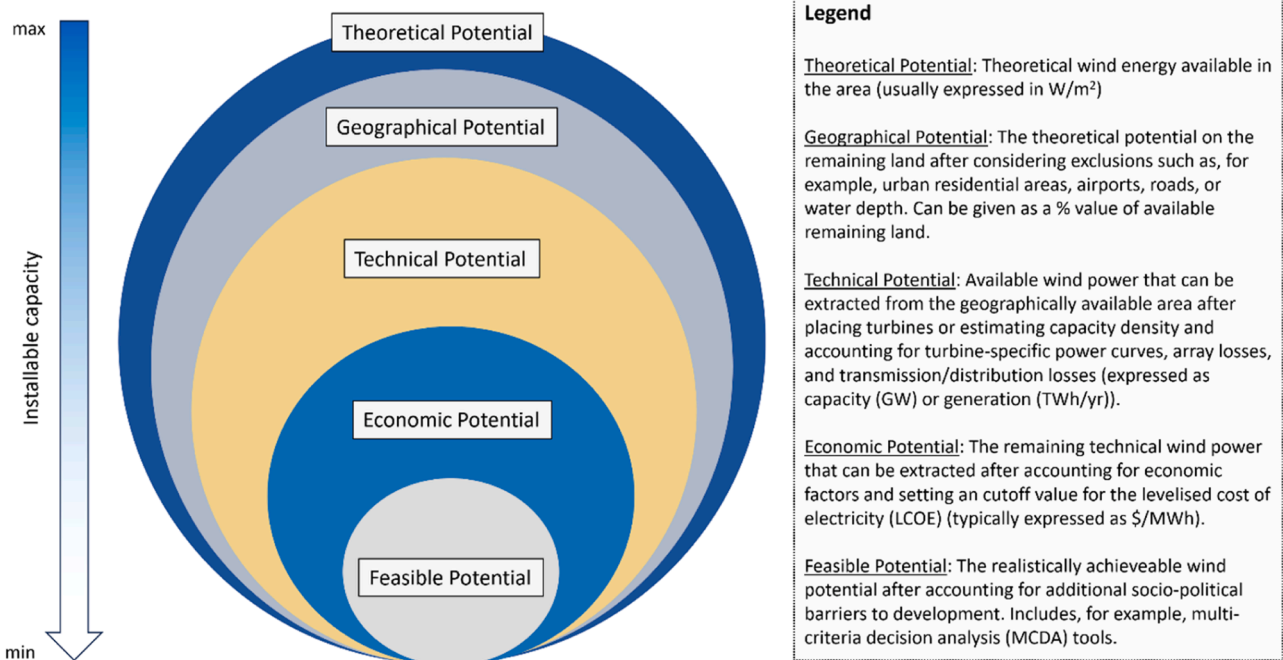 max
Installable capacity
min
Theoretical Potential
Geographical Potential
Technical Potential
Economic Potential
Feasible Potential
Legend
Theoretical Potential: Theoretical wind energy available in
the area (usually expressed in W/m²)
Geographical Potential: The theoretical potential on the
remaining land after considering exclusions such as, for
example, urban residential areas, airports, roads, or
water depth. Can be given as a % value of available
remaining land.
Technical Potential: Available wind power that can be
extracted from the geographically available area after
placing turbines or estimating capacity density and
accounting for turbine-specific power curves, array losses,
and transmission/distribution losses (expressed as
capacity (GW) or generation (TWh/yr)).
Economic Potential: The remaining technical wind power
that can be extracted after accounting for economic
factors and setting an cutoff value for the levelised cost of
electricity (LCOE) (typically expressed as $/MWh).
Feasible Potential: The realistically achieveable wind
potential after accounting for additional socio-political
barriers to development. Includes, for example, multi-
criteria decision analysis (MCDA) tools.